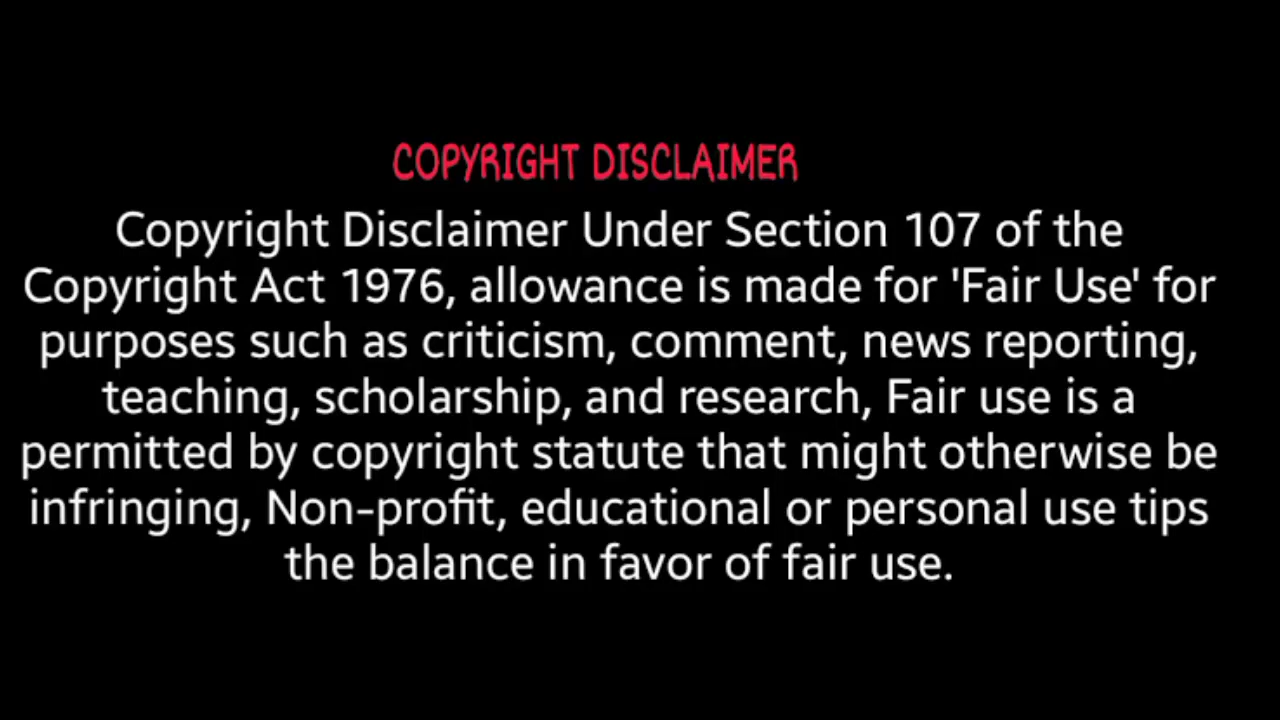 COPYRIGHT DISCLAIMER
Copyright Disclaimer Under Section 107 of the
Copyright Act 1976, allowance is made for 'Fair Use' for
purposes such as criticism, comment, news reporting,
teaching, scholarship, and research, Fair use is a
permitted by copyright statute that might otherwise be
infringing, Non-profit, educational or personal use tips
the balance in favor of fair use.